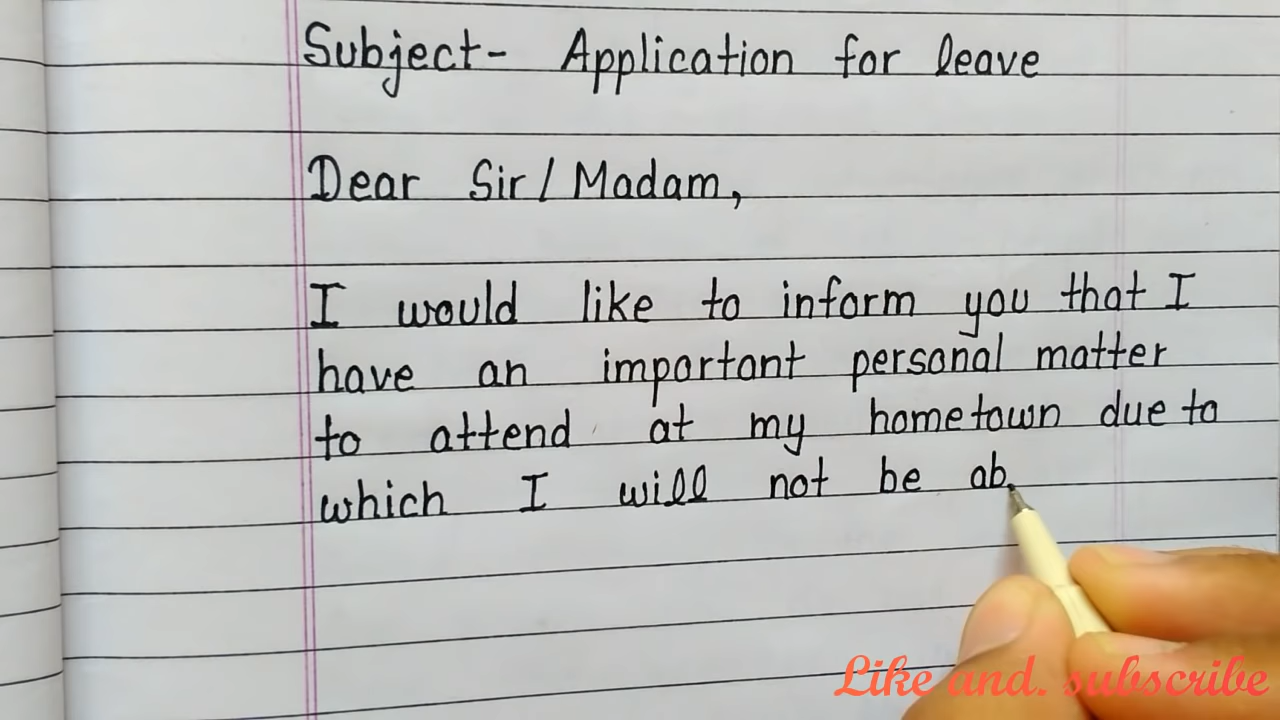 Subject- Application for leave
Dear Sir/Madam,
I would like to inform you that I
have an important personal matter
to attend at my hometown due to
which I will not be ab
Like and. subscribe